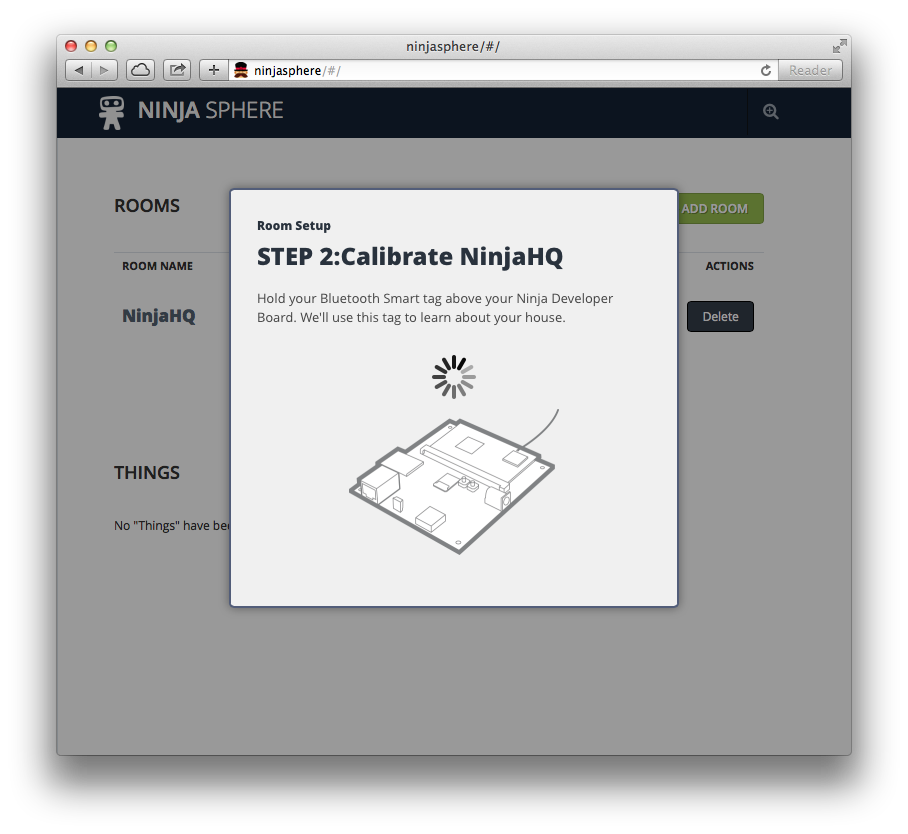 ninjasphere/#/
ninjasphere/#/
Reader
NINJA SPHERE
ROOMS
ADD ROOM
ROOM NAME
ACTIONS
NinjaHQ
Delete
Room Setup
STEP 2:Calibrate NinjaHQ
Hold your Bluetooth Smart tag above your Ninja Developer
Board. We'll use this tag to learn about your house.
THINGS
No "Things" have